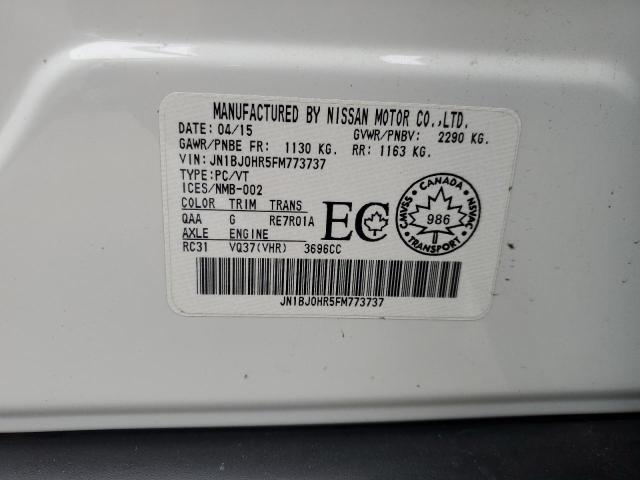 MANUFACTURED BY NISSAN MOTOR CO.,LTD.
DATE: 04/15 GVWR/PNBV: 2290 KG.
GAWR/PNBE FR: 1130 KG. RR: 1163 KG.
VIN: JN1BJ0HR5FM773737
TYPE: PC/VT
ICES/NMB-002
COLOR TRIM TRANS
QAA G RE7R01A
AXLE ENGINE
RC31 VQ37(VHR) 3696CC
EC
CANADA
CMVSS 986 NSVAC
TRANSPORT
JN1BJ0HR5FM773737